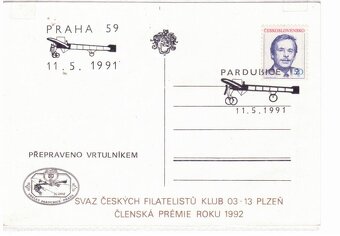 PRAHA 59
11.5.1991
ČESKOSLOVENSKO
PARDUBICE 1
11.5.1991
PŘEPRAVENO VRTULNÍKEM
SVAZ ČESKÝCH FILATELISTŮ KLUB 03-13 PLZEŇ
ČLENSKÁ PRÉMIE ROKU 1992